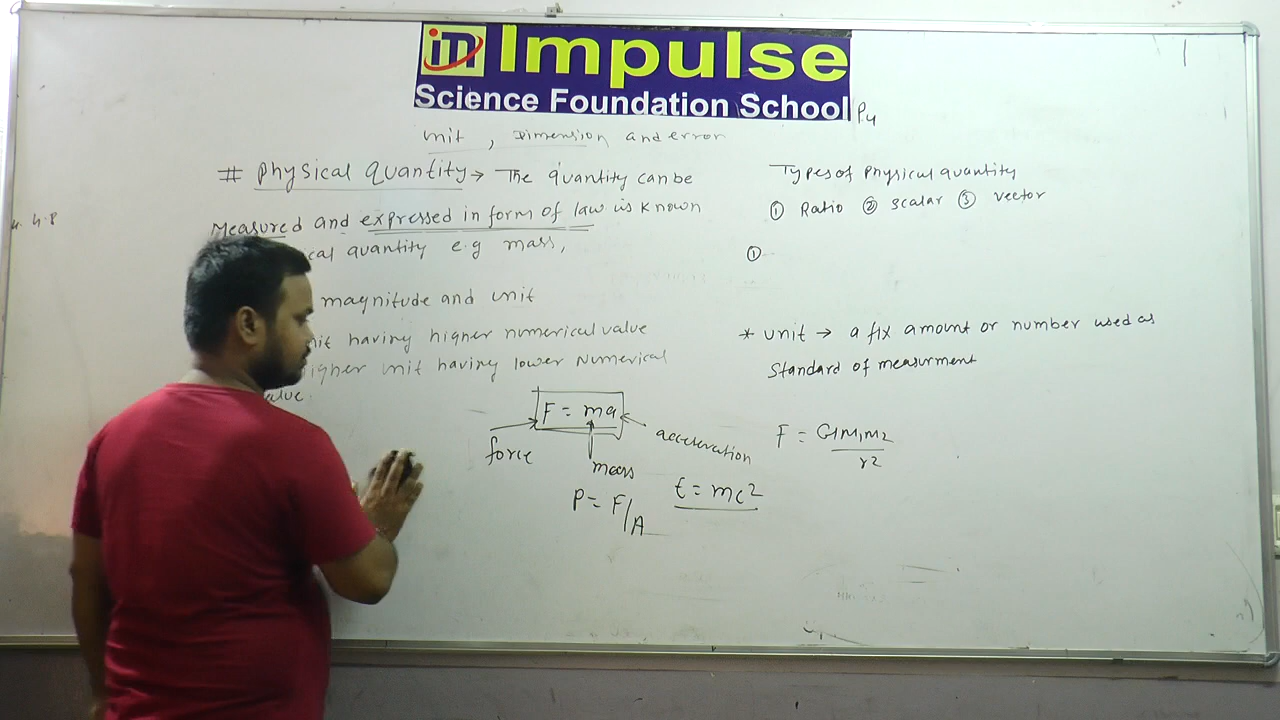 Impulse
Science Foundation School
unit, Dimension and error
# Physical Quantity → The quantity can be
Measured and expressed in form of law is known
cal quantity e.g mass,
magnitude and unit
nit having higher numerical value
igher unit having lower numerical
alue
F = ma
force
mass
acceleration
P = F/A
E = mc²
Types of Physical quantity
① Ratio ② scalar ③ vector
①
* unit → a fix amount or number used as
Standard of measurment
F = GM₁M₂/r²